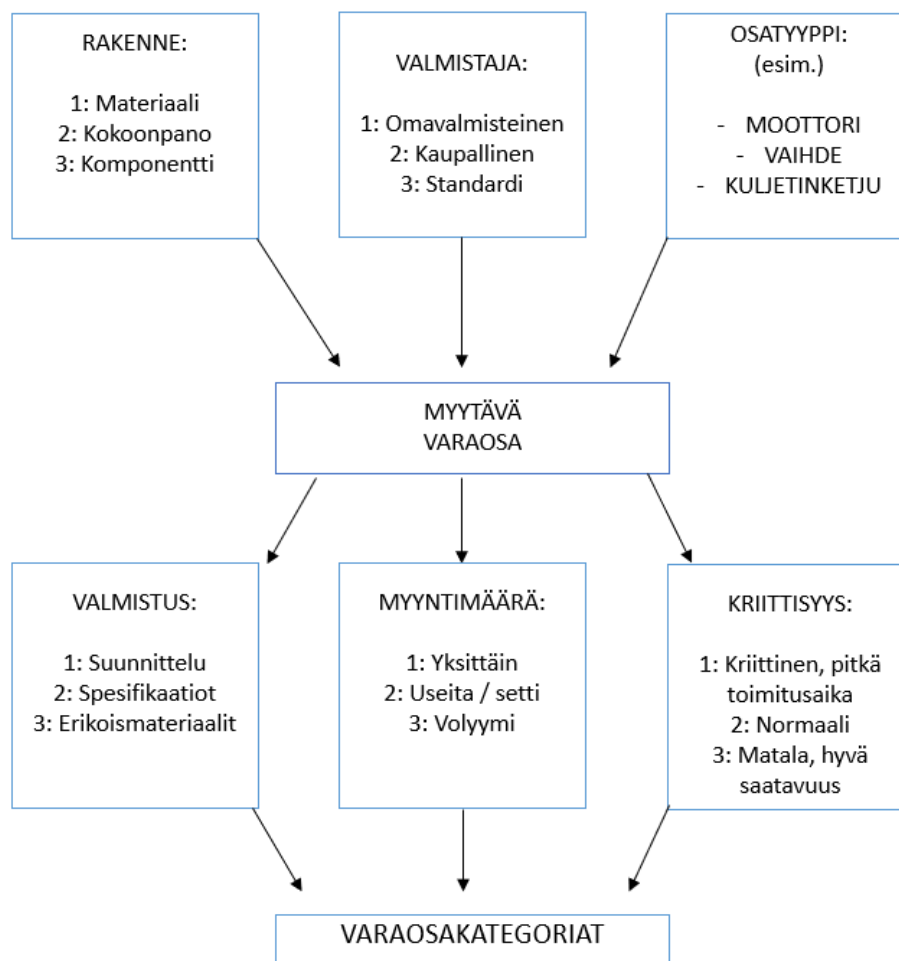 RAKENNE:
1: Materiaali
2: Kokoonpano
3: Komponentti
VALMISTAJA:
1: Omavalmisteinen
2: Kaupallinen
3: Standardi
OSATYYPPI:
(esim.)
- MOOTTORI
- VAIHDE
- KULJETINKETJU
MYYTÄVÄ
VARAOSA
VALMISTUS:
1: Suunnittelu
2: Spesifikaatiot
3: Erikoismateriaalit
MYYNTIMÄÄRÄ:
1: Yksittäin
2: Useita / setti
3: Volyymi
KRIITTISYYS:
1: Kriittinen, pitkä
toimitusaika
2: Normaali
3: Matala, hyvä
saatavuus
VARAOSAKATEGORIAT